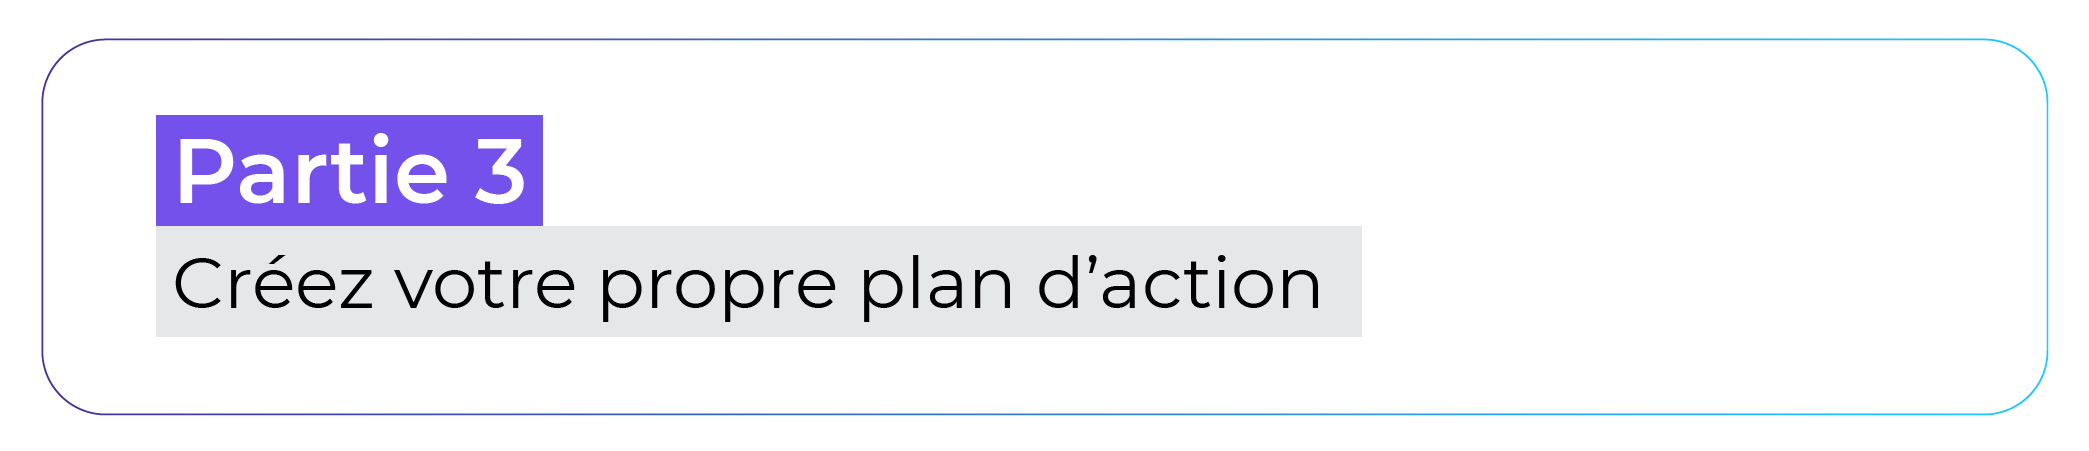 Partie 3
Créez votre propre plan d’action